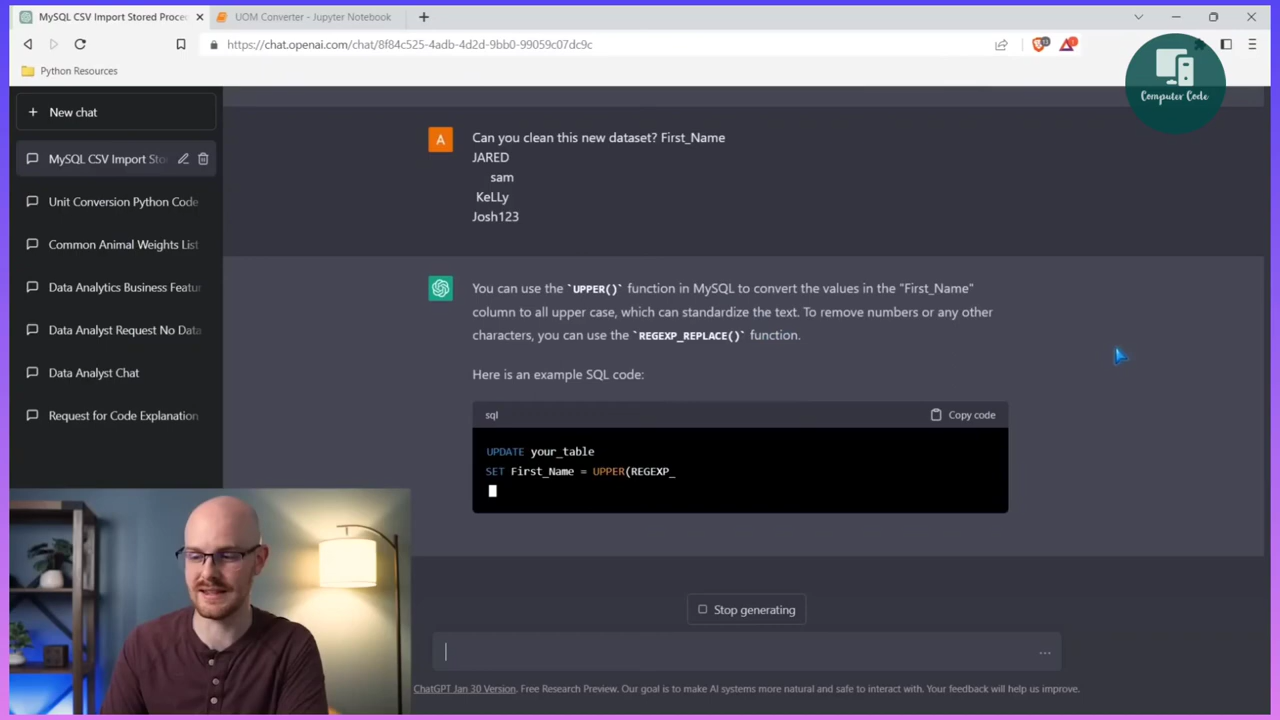 MySQL CSV Import Stored Proce
UOM Converter - Jupyter Notebook
https://chat.openai.com/chat/8f84c525-4adb-4d2d-9bb0-99059c07dc9c
Python Resources
Computer Code
New chat
MySQL CSV Import Sto
Unit Conversion Python Code
Common Animal Weights List
Data Analytics Business Featu
Data Analyst Request No Data
Data Analyst Chat
Request for Code Explanation
A
Can you clean this new dataset? First_Name
JARED
sam
KeLLy
Josh123
You can use the `UPPER()` function in MySQL to convert the values in the "First_Name"
column to all upper case, which can standardize the text. To remove numbers or any other
characters, you can use the `REGEXP_REPLACE()` function.
Here is an example SQL code:
sql
Copy code
UPDATE your_table
SET First_Name = UPPER(REGEXP_
Stop generating
ChatGPT Jan 30 Version. Free Research Preview. Our goal is to make AI systems more natural and safe to interact with. Your feedback will help us improve.